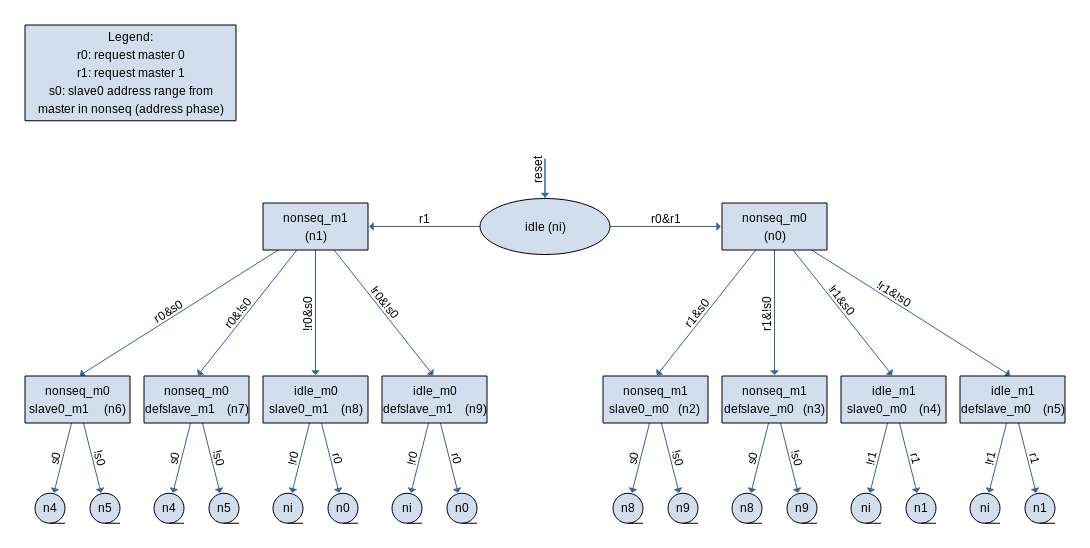 Legend:
r0: request master 0
r1: request master 1
s0: slave0 address range from
master in nonseq (address phase)
reset
nonseq_m1
(n1)
r1
idle (ni)
r0&r1
nonseq_m0
(n0)
r0&s0
r0&!s0
!r0&s0
!r0&!s0
r1&s0
r1&!s0
!r1&s0
!r1&!s0
nonseq_m0
slave0_m1 (n6)
nonseq_m0
defslave_m1 (n7)
idle_m0
slave0_m1 (n8)
idle_m0
defslave_m1 (n9)
nonseq_m1
slave0_m0 (n2)
nonseq_m1
defslave_m0 (n3)
idle_m1
slave0_m0 (n4)
idle_m1
defslave_m0 (n5)
s0
!s0
s0
!s0
!r0
r0
!r0
r0
s0
!s0
s0
!s0
!r1
r1
!r1
r1
n4
n5
n4
n5
ni
n0
ni
n0
n8
n9
n8
n9
ni
n1
ni
n1